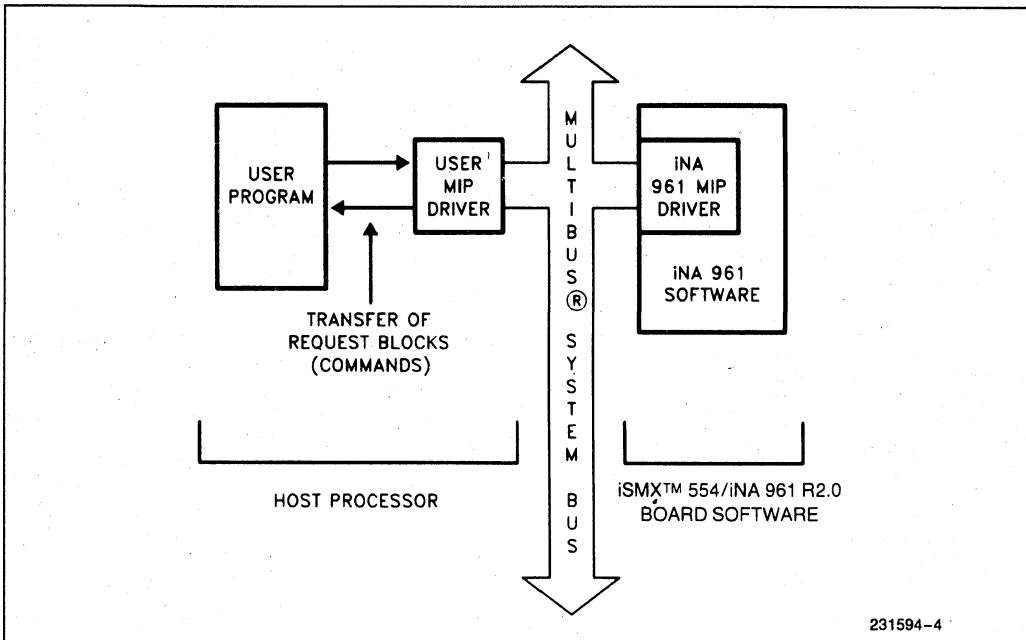 USER
PROGRAM
USER
MIP
DRIVER
TRANSFER OF
REQUEST BLOCKS
(COMMANDS)
HOST PROCESSOR
MULTIBUS® SYSTEM BUS
iNA
961 MIP
DRIVER
iNA 961
SOFTWARE
iSMX™ 554/iNA 961 R2.0
BOARD SOFTWARE
231594-4